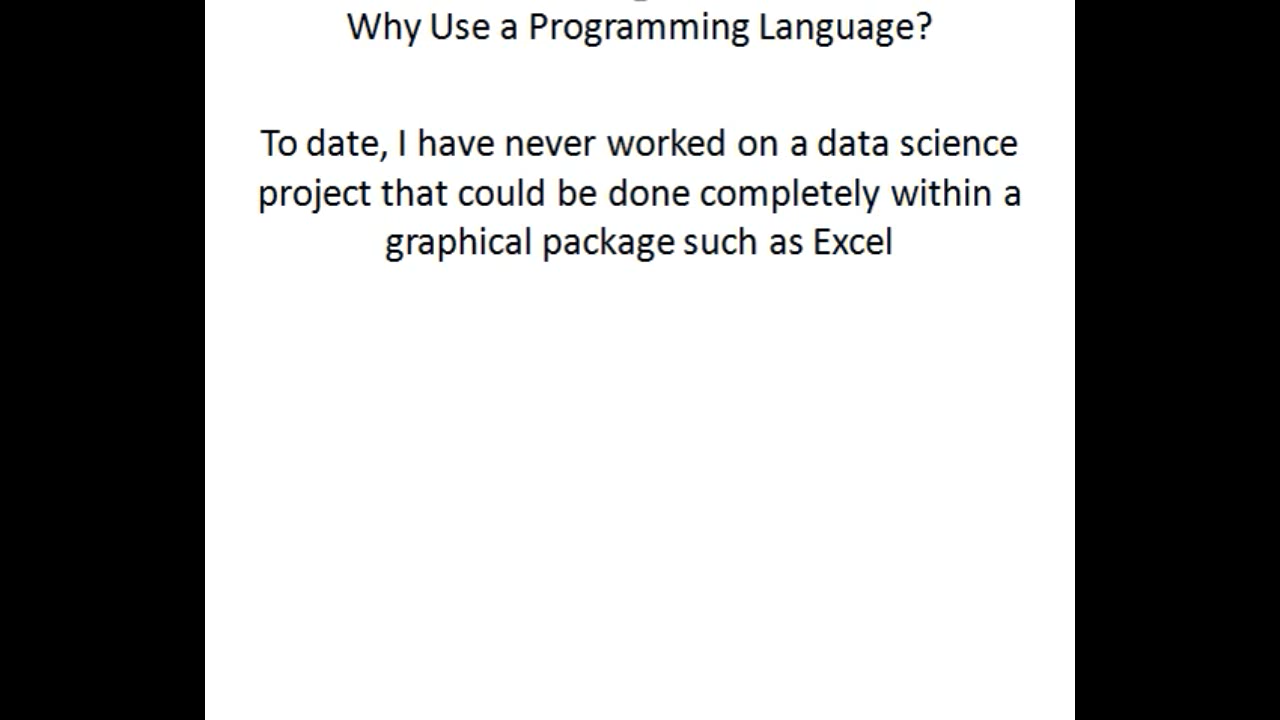 Why Use a Programming Language?
To date, I have never worked on a data science
project that could be done completely within a
graphical package such as Excel